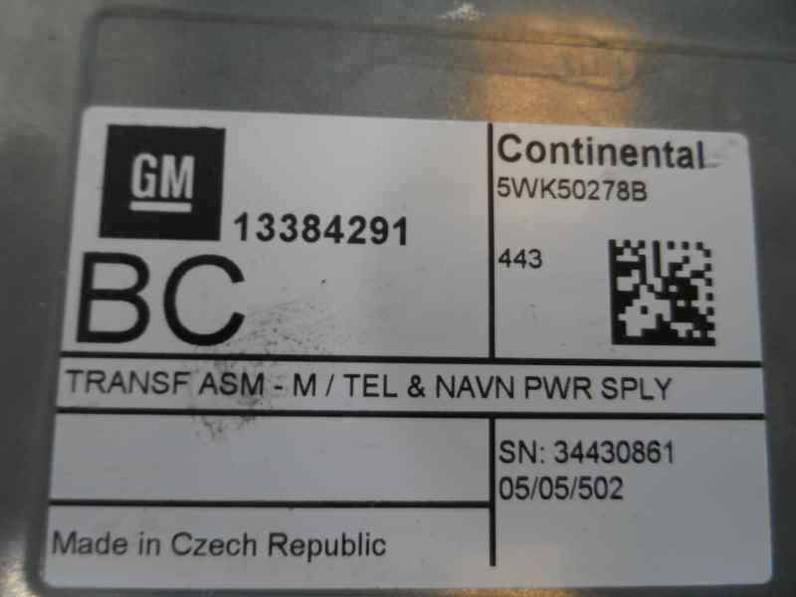 GM
13384291
BC
Continental
5WK50278B
443
TRANSF ASM - M / TEL & NAVN PWR SPLY
SN: 34430861
05/05/502
Made in Czech Republic